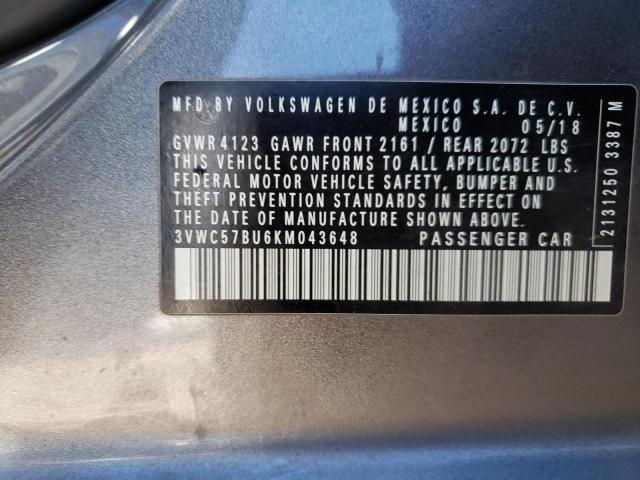 MFD BY VOLKSWAGEN DE MEXICO S.A. DE C.V.
MEXICO 05/18
GVWR 4123 GAWR FRONT 2161 / REAR 2072 LBS
THIS VEHICLE CONFORMS TO ALL APPLICABLE U.S.
FEDERAL MOTOR VEHICLE SAFETY, BUMPER AND
THEFT PREVENTION STANDARDS IN EFFECT ON
THE DATE OF MANUFACTURE SHOWN ABOVE.
3VWC57BU6KM043648 PASSENGER CAR
2131250 3387 M